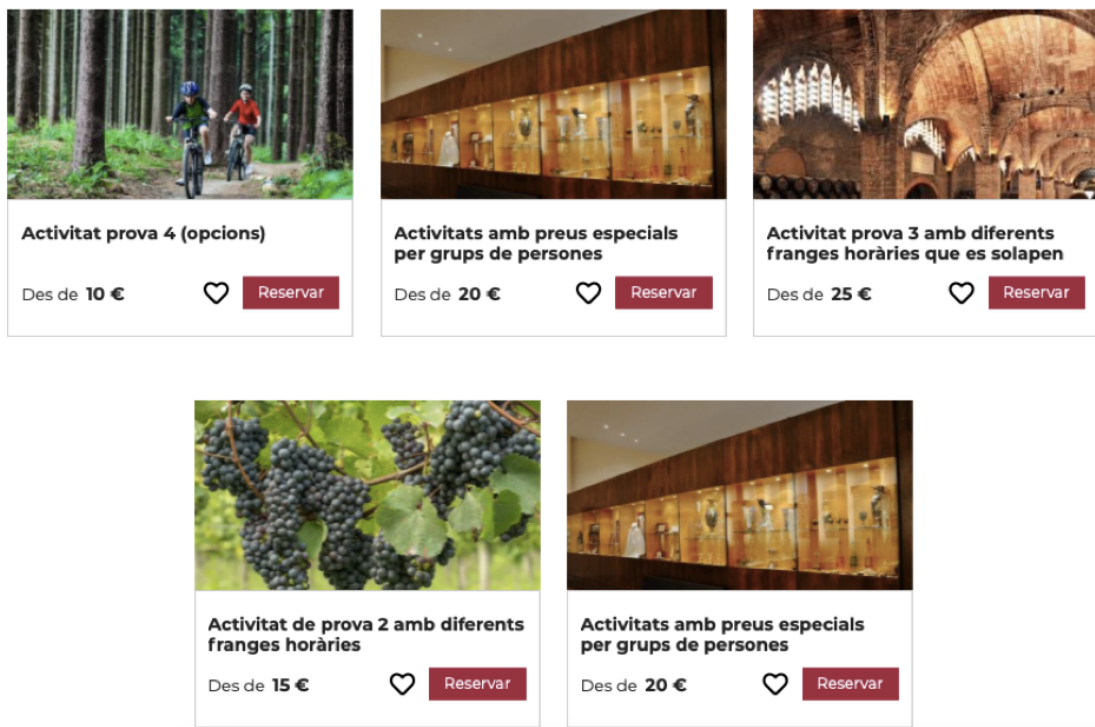 Activitat prova 4 (opcions)
Des de 10 €
Reservar
Activitats amb preus especials
per grups de persones
Des de 20 €
Reservar
Activitat prova 3 amb diferents
franges horàries que es solapen
Des de 25 €
Reservar
Activitat de prova 2 amb diferents
franges horàries
Des de 15 €
Reservar
Activitats amb preus especials
per grups de persones
Des de 20 €
Reservar